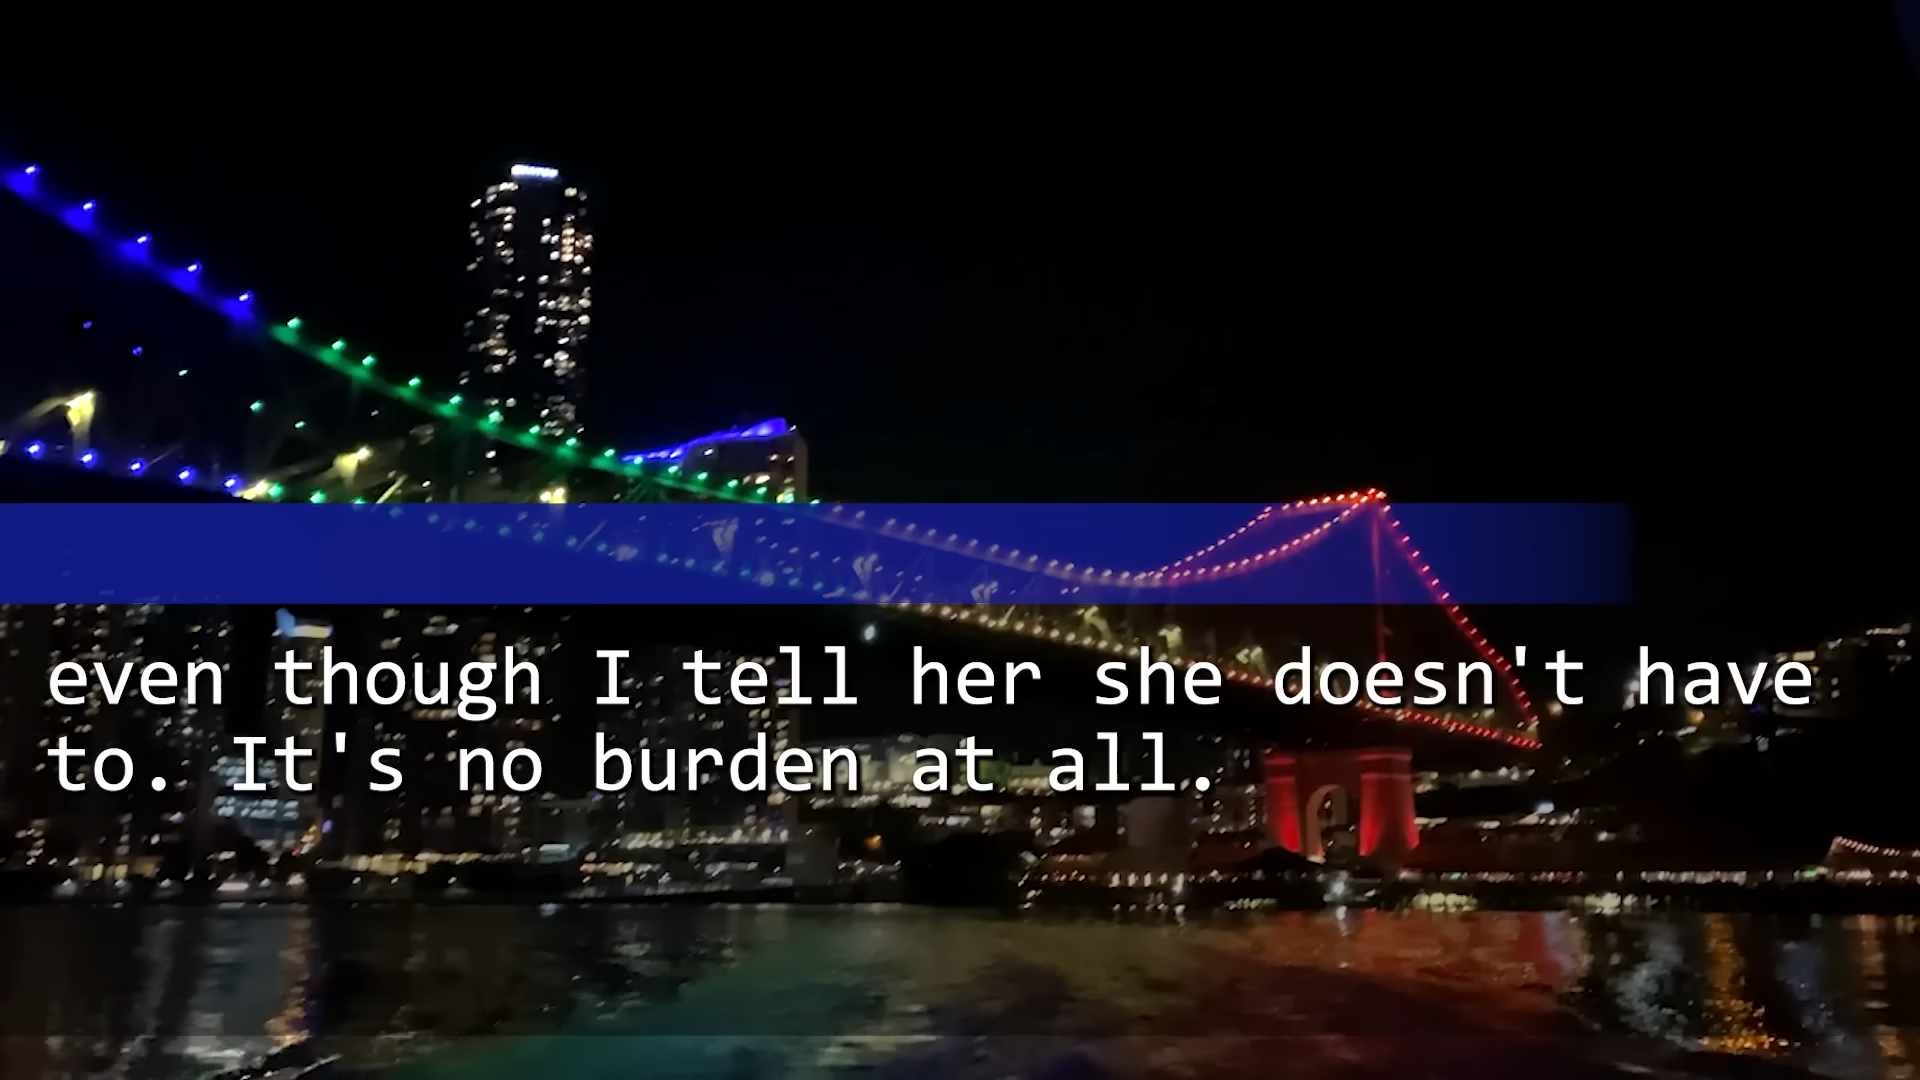 even though I tell her she doesn't have
to. It's no burden at all.